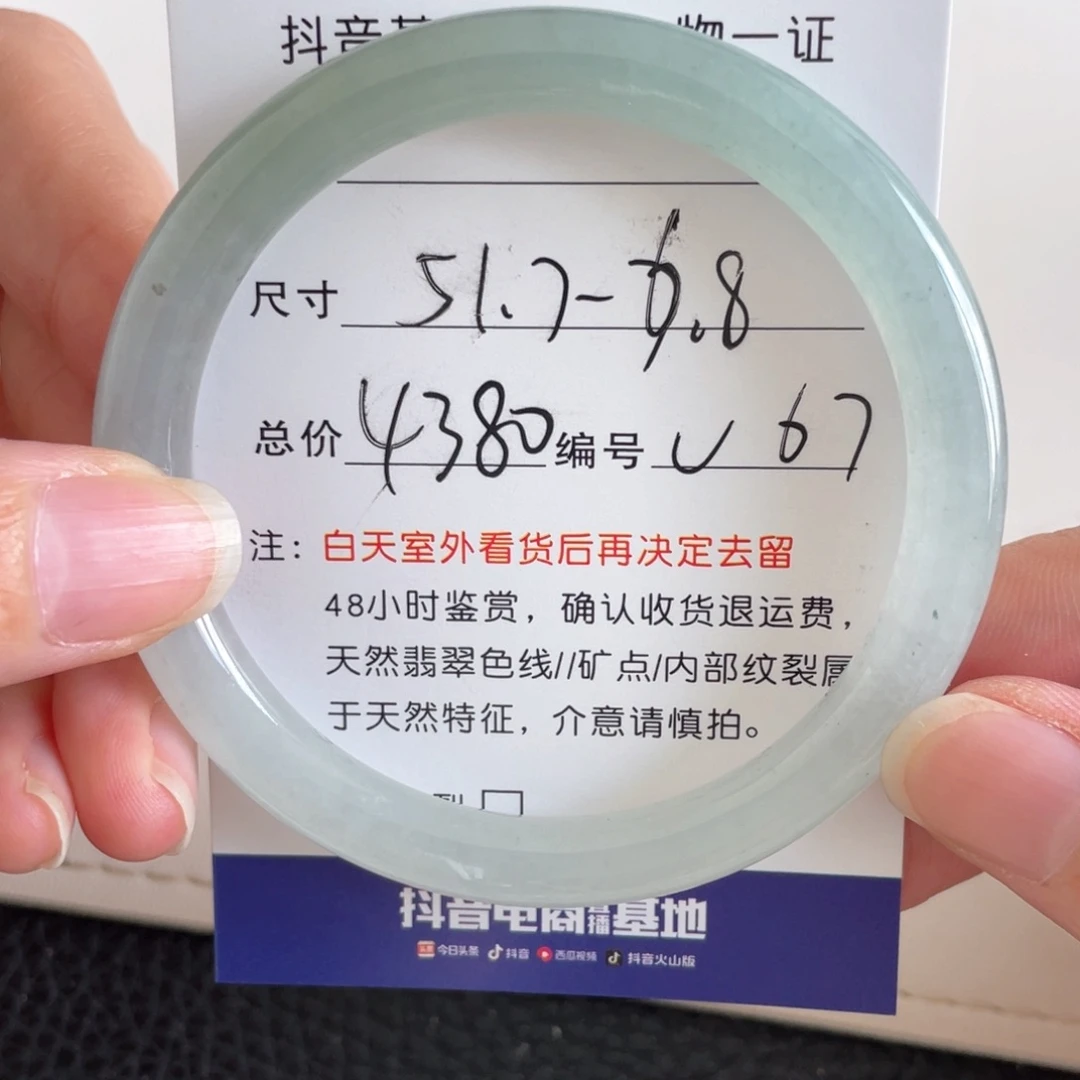 抖音 物一证
尺寸 51.7-6.8
总价 4380 编号 U 67
注：白天室外看货后再决定去留
48小时鉴赏，确认收货退运费，
天然翡翠色线//矿点/内部纹裂属
于天然特征，介意请慎拍。
抖音电商直播基地
今日头条 抖音 西瓜视频 抖音火山版